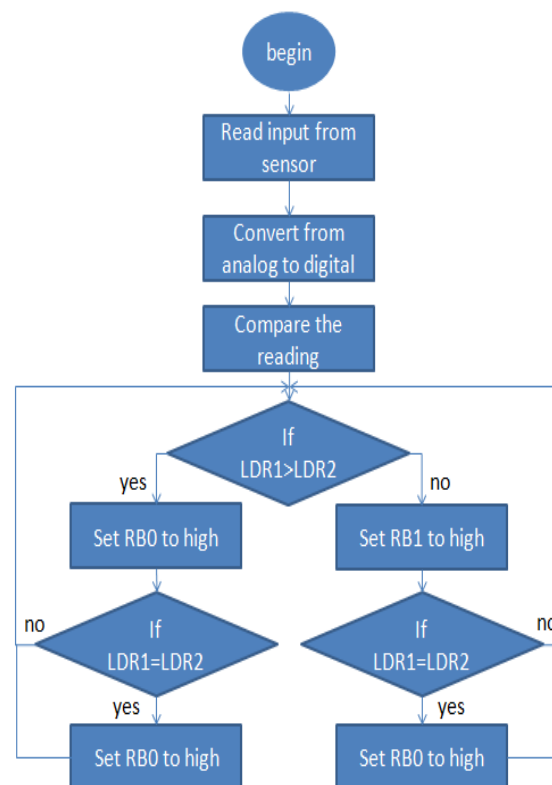 begin
Read input from
sensor
Convert from
analog to digital
Compare the
reading
If
LDR1>LDR2
yes
no
Set RB0 to high
Set RB1 to high
no
If
LDR1=LDR2
If
LDR1=LDR2
no
yes
yes
Set RB0 to high
Set RB0 to high